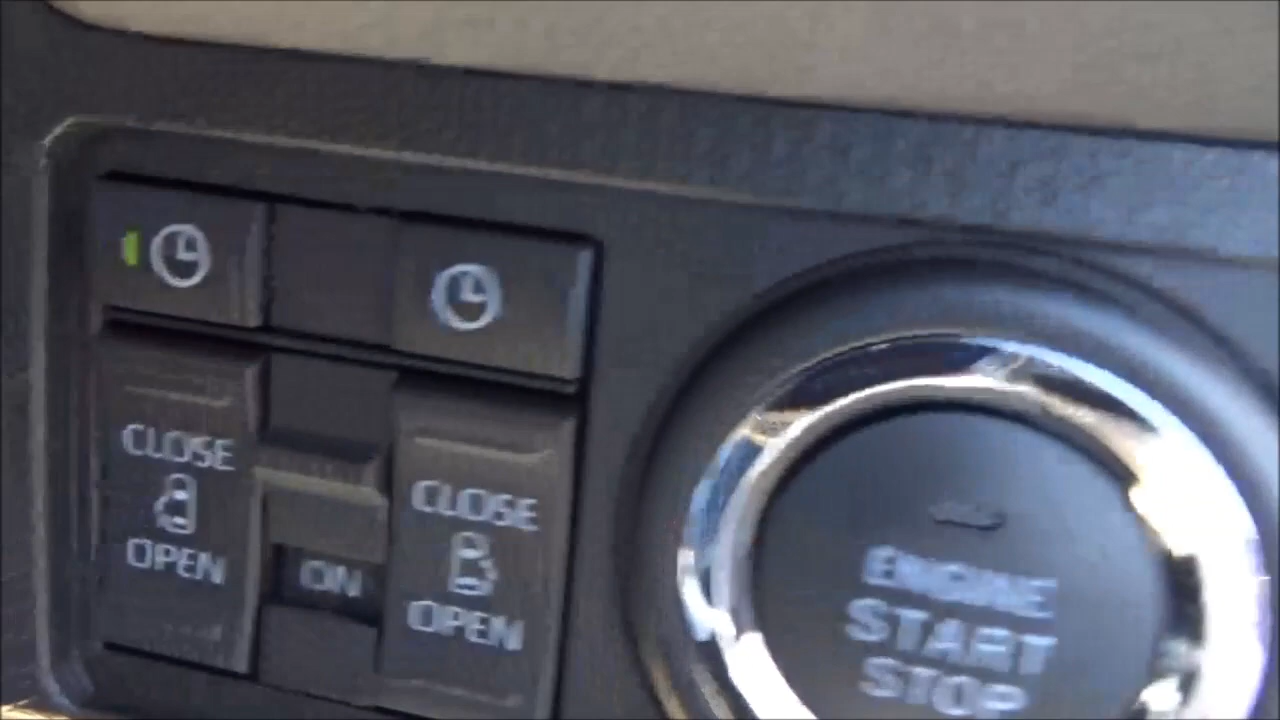 CLOSE
OPEN
ON
CLOSE
OPEN
ENGINE
START
STOP